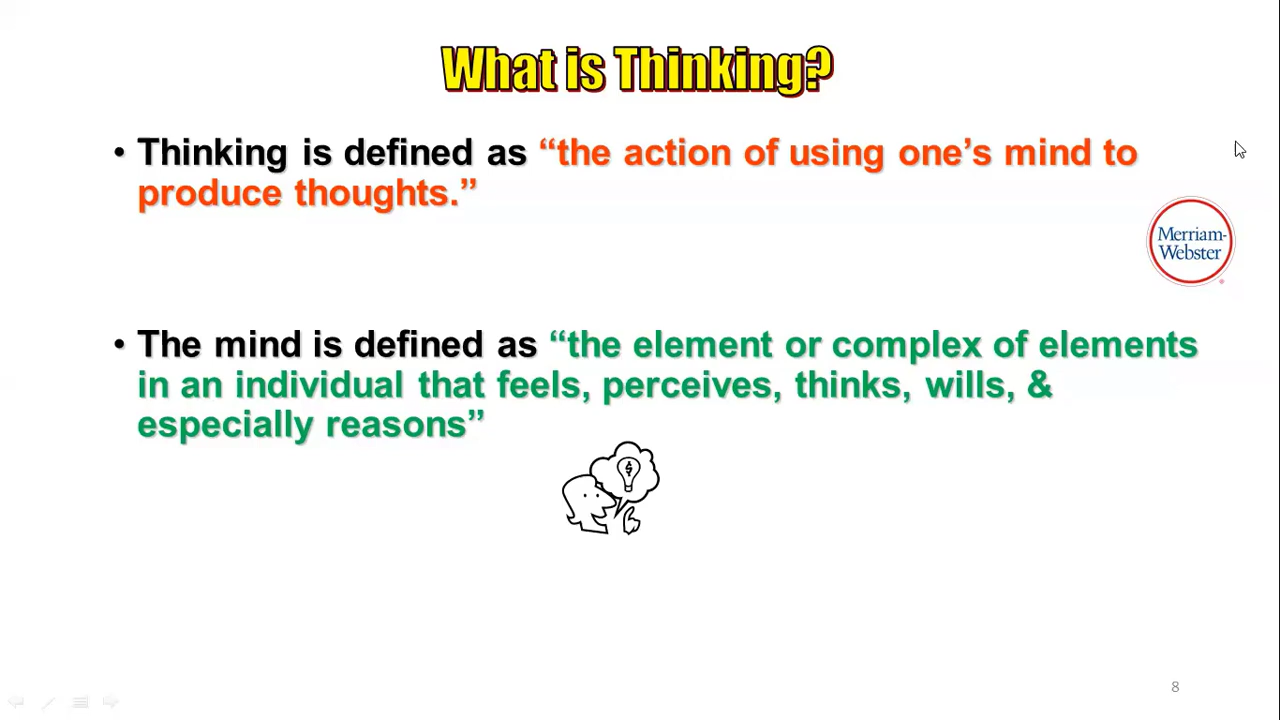 What is Thinking?
• Thinking is defined as “the action of using one’s mind to
produce thoughts.”
Merriam-
Webster
• The mind is defined as “the element or complex of elements
in an individual that feels, perceives, thinks, wills, &
especially reasons”
8